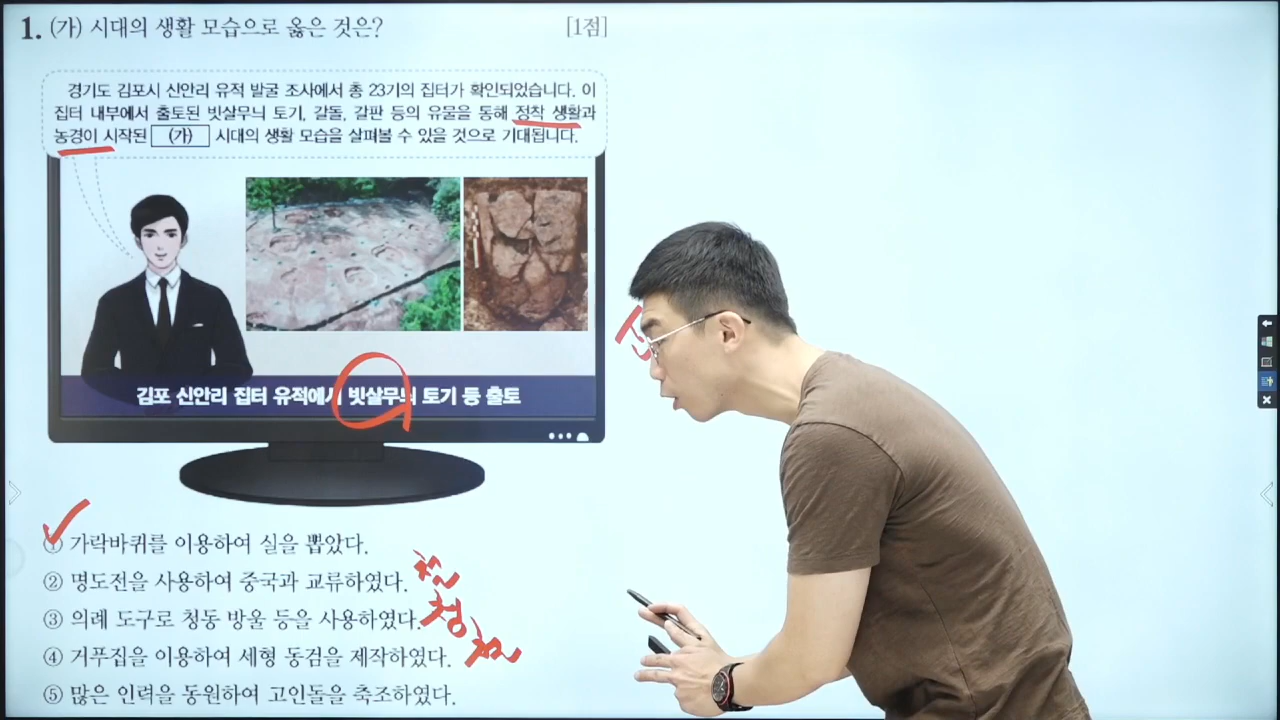 1. (가) 시대의 생활 모습으로 옳은 것은? [1점]
경기도 김포시 신안리 유적 발굴 조사에서 총 23기의 집터가 확인되었습니다. 이
집터 내부에서 출토된 빗살무늬 토기, 갈돌, 갈판 등의 유물을 통해 정착 생활과
농경이 시작된 (가) 시대의 생활 모습을 살펴볼 수 있을 것으로 기대됩니다.
김포 신안리 집터 유적에서 빗살무늬 토기 등 출토
① 가락바퀴를 이용하여 실을 뽑았다.
② 명도전을 사용하여 중국과 교류하였다.
③ 의례 도구로 청동 방울 등을 사용하였다.
④ 거푸집을 이용하여 세형 동검을 제작하였다.
⑤ 많은 인력을 동원하여 고인돌을 축조하였다.